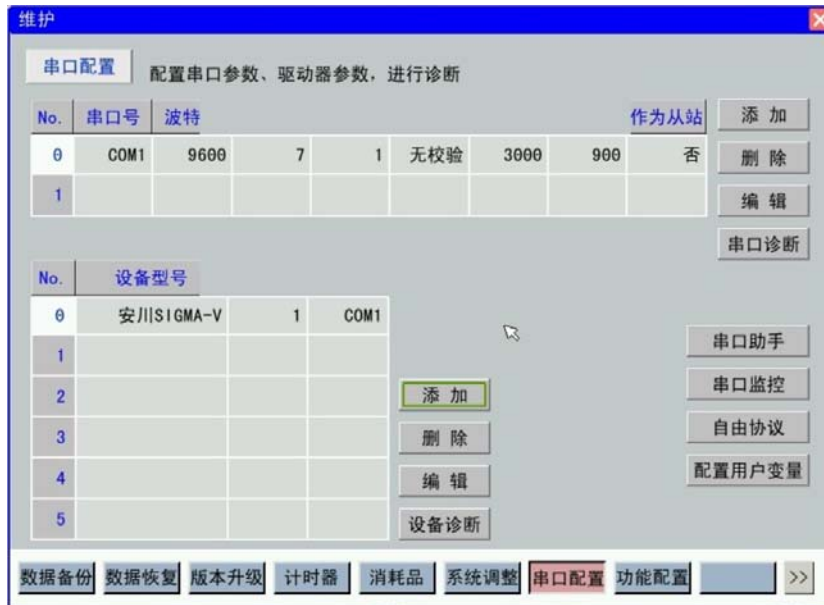 维护
串口配置 配置串口参数、驱动器参数，进行诊断
No. 串口号 波特 作为从站 添 加
0 COM1 9600 7 1 无校验 3000 900 否 删 除
1 编 辑
串口诊断
No. 设备型号
0 安川SIGMA-V 1 COM1
1 串口助手
2 添 加 串口监控
3 删 除 自由协议
4 编 辑 配置用户变量
5 设备诊断
数据备份 数据恢复 版本升级 计时器 消耗品 系统调整 串口配置 功能配置 >>